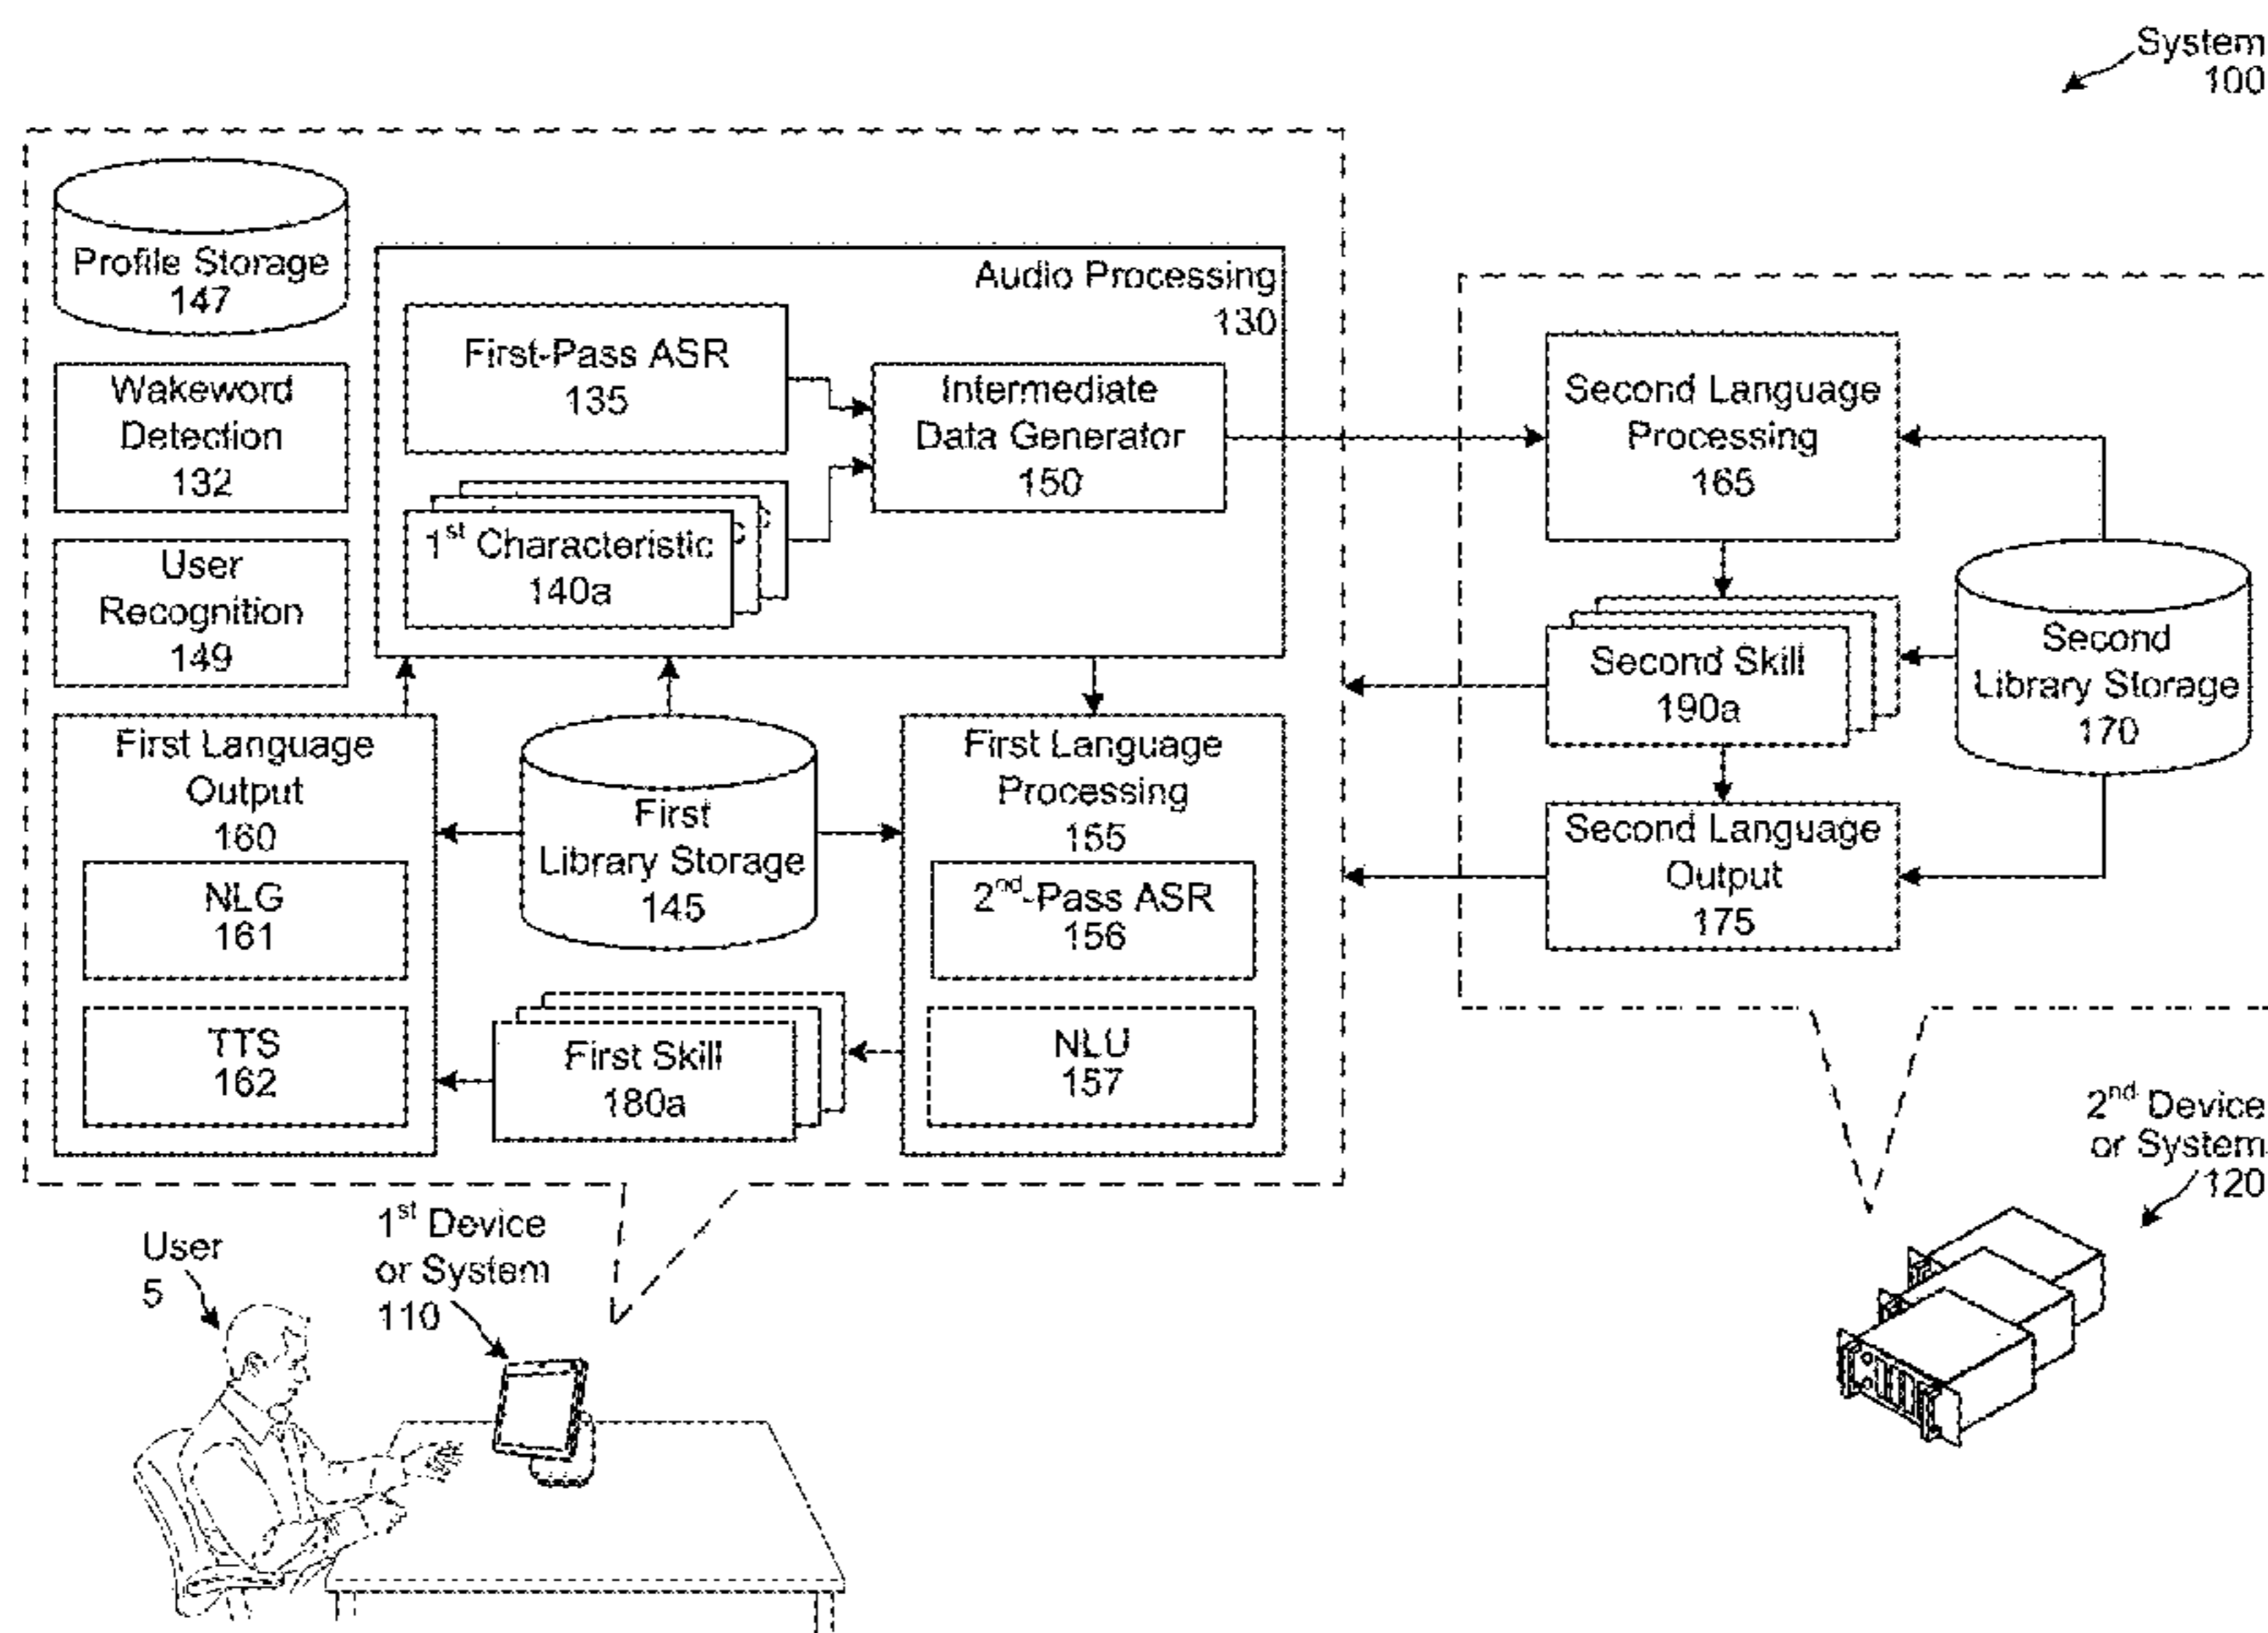 System
100
Profile Storage
147
Wakeword
Detection
132
User
Recognition
149
Audio Processing
130
First-Pass ASR
135
1st Characteristic
140a
Intermediate
Data Generator
150
First Language
Output
160
NLG
161
TTS
162
First
Library Storage
145
First Skill
180a
First Language
Processing
155
2nd-Pass ASR
156
NLU
157
Second Language
Processing
165
Second Skill
190a
Second
Library Storage
170
Second Language
Output
175
User
5
1st Device
or System
110
2nd Device
or System
120